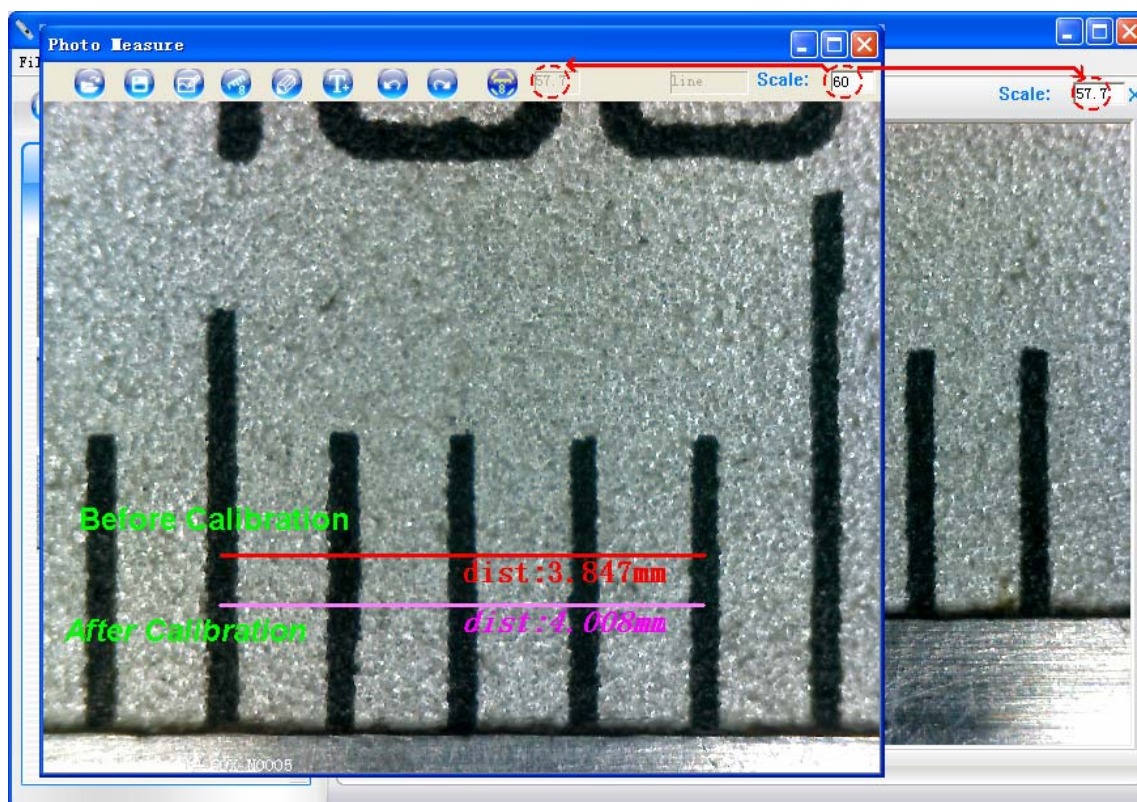 Photo Measure
Fil
57.7
line
Scale:
60
Scale:
57.7
Before Calibration
dist:3.847mm
dist:4.008mm
After Calibration